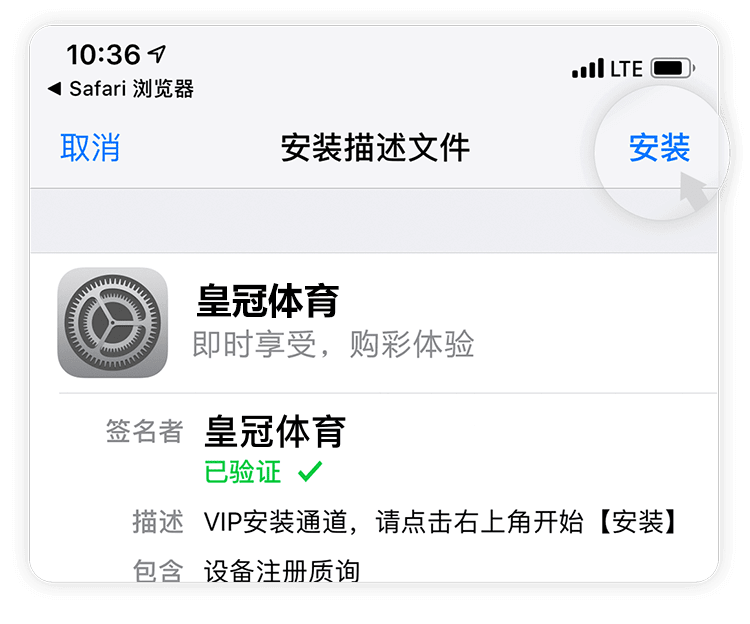 10:36
LTE
Safari 浏览器
取消
安装描述文件
安装
皇冠体育
即时享受，购彩体验
签名者
皇冠体育
已验证
描述
VIP安装通道，请点击右上角开始【安装】
包含
设备注册质询